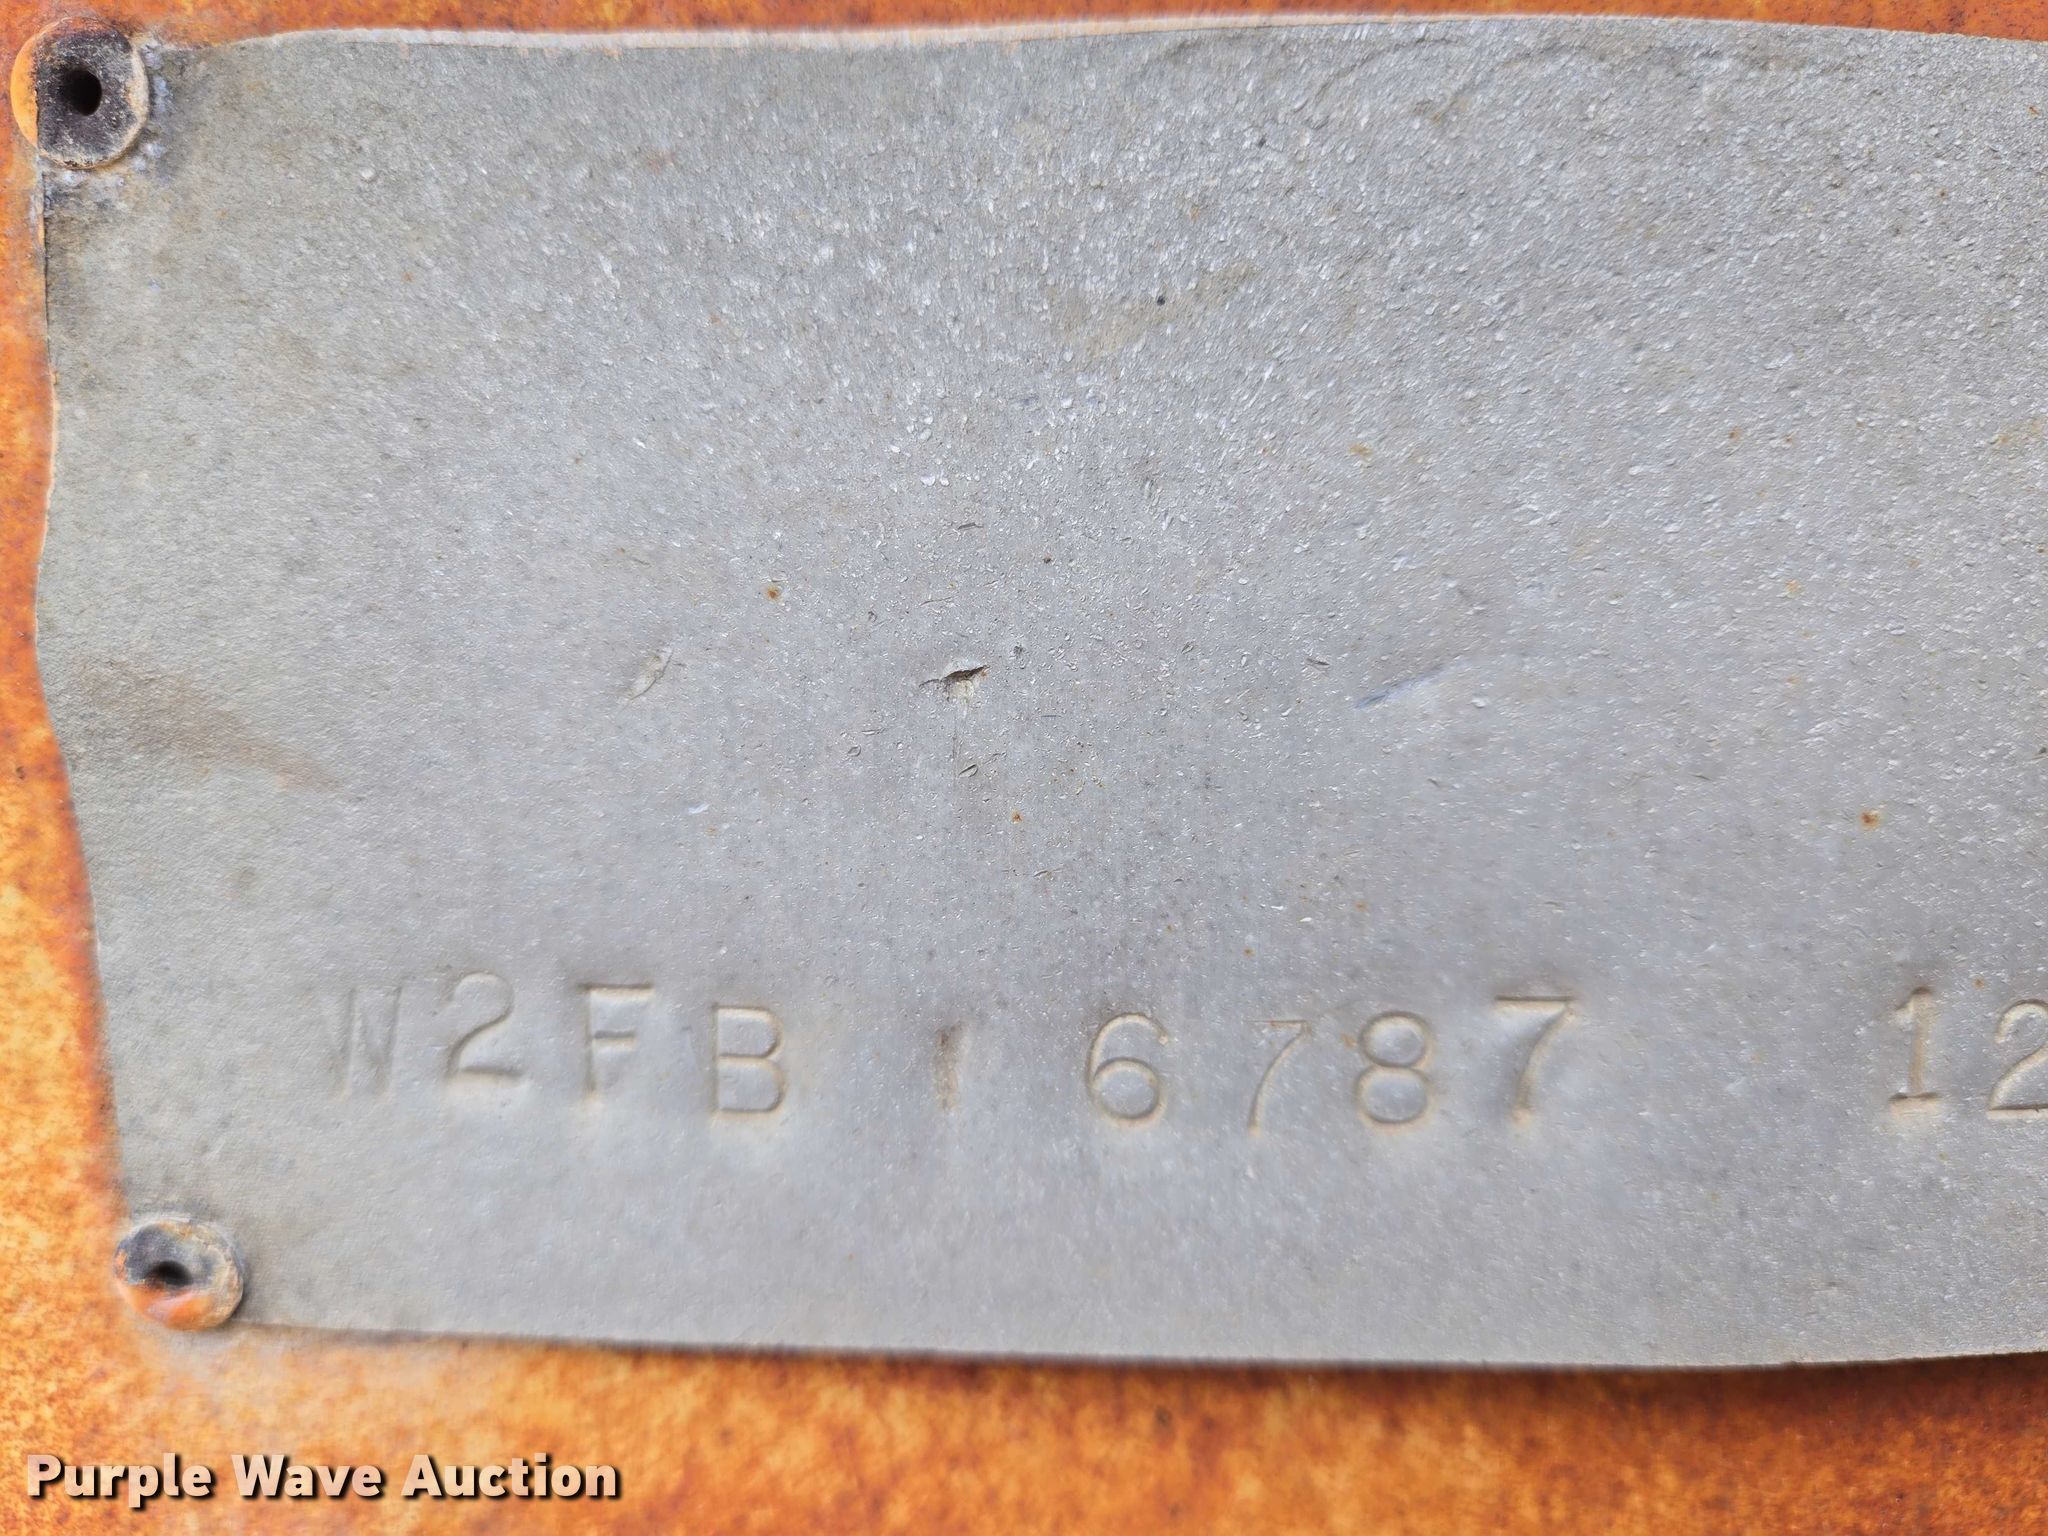 W2FB 6787 12
Purple Wave Auction